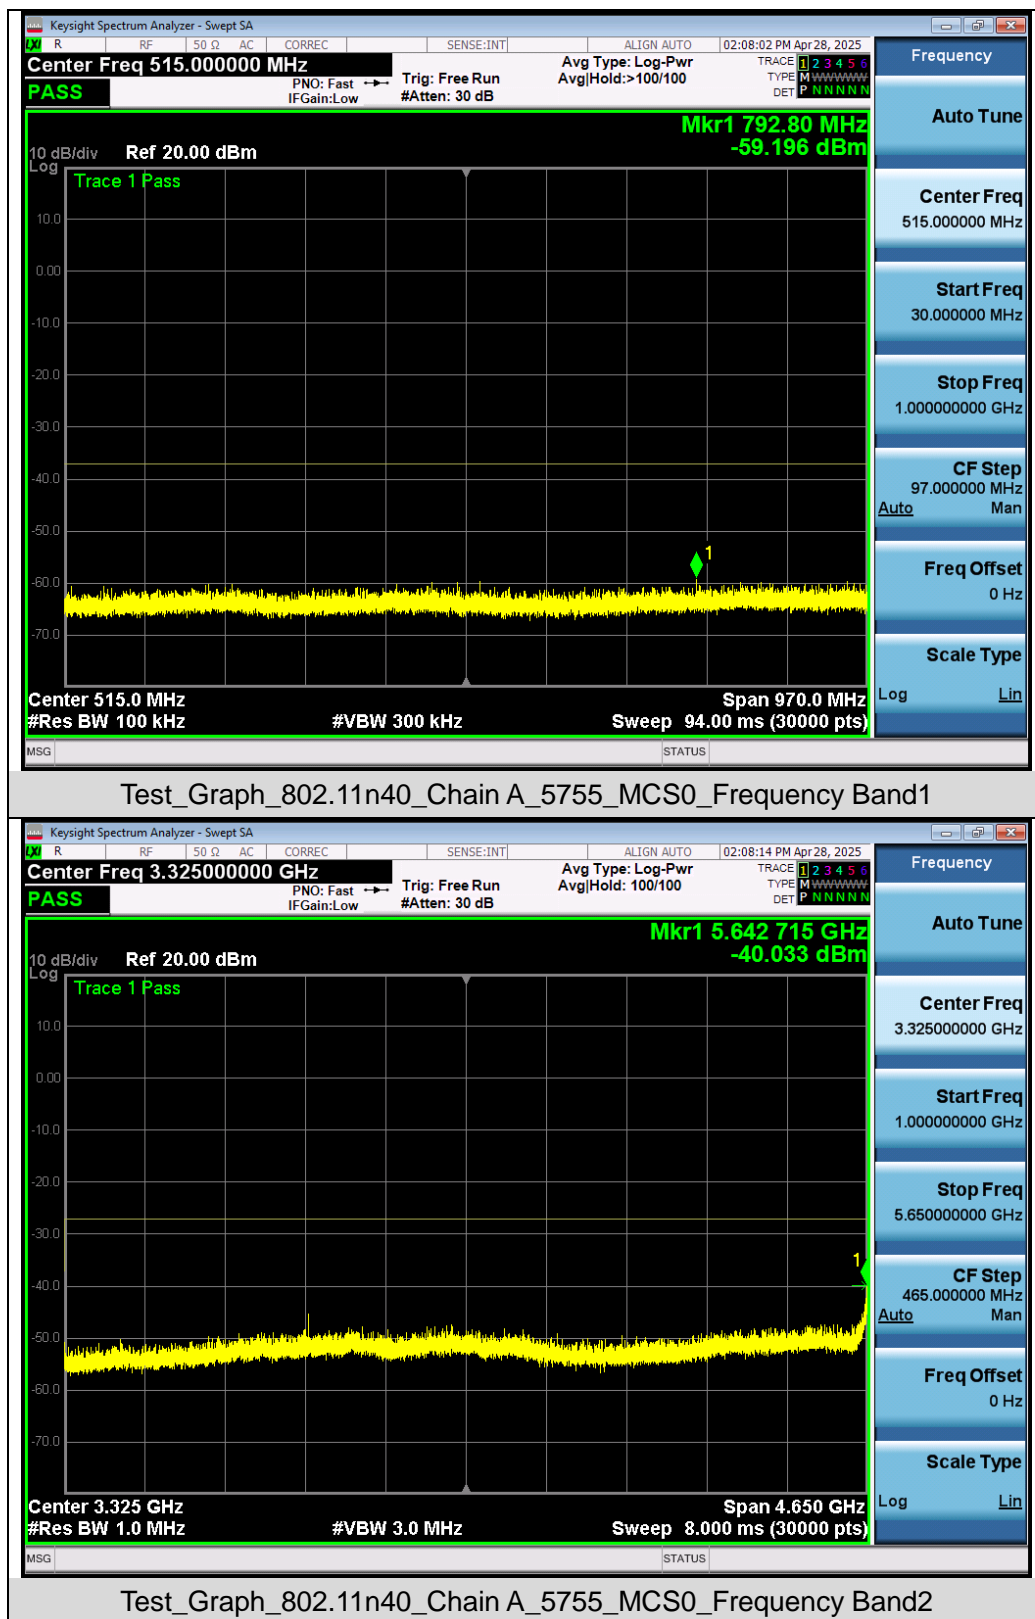 Keysight Spectrum Analyzer - Swept SA
LXI R RF 50 Ω AC CORREC SENSE:INT ALIGN AUTO 02:08:02 PM Apr 28, 2025
Center Freq 515.000000 MHz
PASS
PNO: Fast
IFGain:Low
Trig: Free Run
#Atten: 30 dB
Avg Type: Log-Pwr
Avg|Hold:>100/100
TRACE 1 2 3 4 5 6
TYPE M WWWWW
DET P N N N N N
Mkr1 792.80 MHz
-59.196 dBm
10 dB/div Ref 20.00 dBm
Log
Trace 1 Pass
10.0
0.00
-10.0
-20.0
-30.0
-40.0
-50.0
-60.0
-70.0
1
Center 515.0 MHz Span 970.0 MHz
#Res BW 100 kHz #VBW 300 kHz Sweep 94.00 ms (30000 pts)
MSG STATUS
Frequency
Auto Tune
Center Freq
515.000000 MHz
Start Freq
30.000000 MHz
Stop Freq
1.000000000 GHz
CF Step
97.000000 MHz
Auto Man
Freq Offset
0 Hz
Scale Type
Log Lin
Test_Graph_802.11n40_Chain A_5755_MCS0_Frequency Band1
Keysight Spectrum Analyzer - Swept SA
LXI R RF 50 Ω AC CORREC SENSE:INT ALIGN AUTO 02:08:14 PM Apr 28, 2025
Center Freq 3.325000000 GHz
PASS
PNO: Fast
IFGain:Low
Trig: Free Run
#Atten: 30 dB
Avg Type: Log-Pwr
Avg|Hold: 100/100
TRACE 1 2 3 4 5 6
TYPE M WWWWW
DET P N N N N N
Mkr1 5.642 715 GHz
-40.033 dBm
10 dB/div Ref 20.00 dBm
Log
Trace 1 Pass
10.0
0.00
-10.0
-20.0
-30.0
-40.0
-50.0
-60.0
-70.0
1
Center 3.325 GHz Span 4.650 GHz
#Res BW 1.0 MHz #VBW 3.0 MHz Sweep 8.000 ms (30000 pts)
MSG STATUS
Frequency
Auto Tune
Center Freq
3.325000000 GHz
Start Freq
1.000000000 GHz
Stop Freq
5.650000000 GHz
CF Step
465.000000 MHz
Auto Man
Freq Offset
0 Hz
Scale Type
Log Lin
Test_Graph_802.11n40_Chain A_5755_MCS0_Frequency Band2